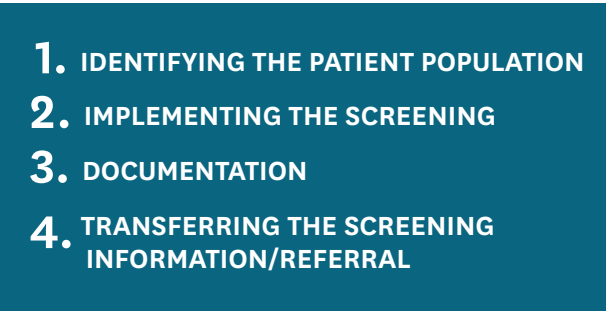 1. IDENTIFYING THE PATIENT POPULATION
2. IMPLEMENTING THE SCREENING
3. DOCUMENTATION
4. TRANSFERRING THE SCREENING
INFORMATION/REFERRAL